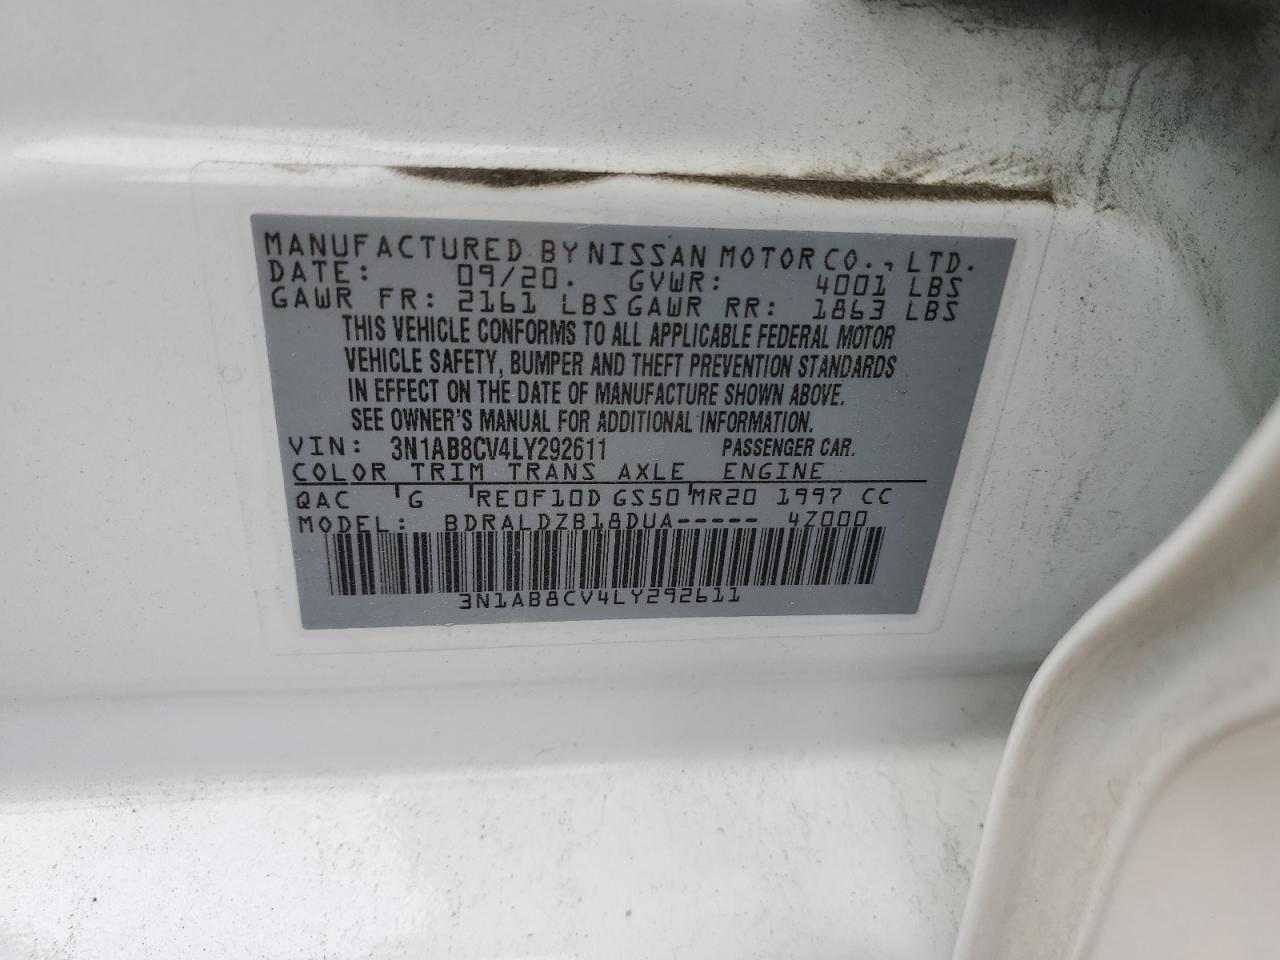 MANUFACTURED BY NISSAN MOTOR CO., LTD.
DATE: 09/20. GVWR: 4001 LBS
GAWR FR: 2161 LBS GAWR RR: 1863 LBS
THIS VEHICLE CONFORMS TO ALL APPLICABLE FEDERAL MOTOR
VEHICLE SAFETY, BUMPER AND THEFT PREVENTION STANDARDS
IN EFFECT ON THE DATE OF MANUFACTURE SHOWN ABOVE.
SEE OWNER'S MANUAL FOR ADDITIONAL INFORMATION.
VIN: 3N1AB8CV4LY292611 PASSENGER CAR.
COLOR TRIM TRANS AXLE ENGINE
QAC G RE0F10D GS50 MR20 1997 CC
MODEL: BDRALDZB18DUA----- 4Z000
3N1AB8CV4LY292611